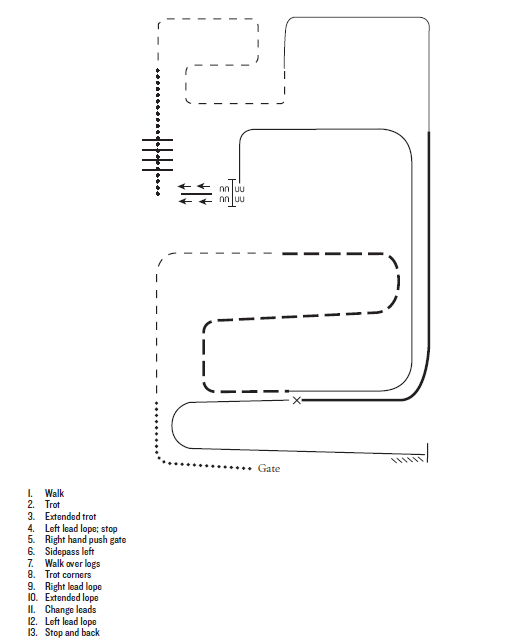 Gate
1. Walk
2. Trot
3. Extended trot
4. Left lead lope; stop
5. Right hand push gate
6. Sidepass left
7. Walk over logs
8. Trot corners
9. Right lead lope
10. Extended lope
11. Change leads
12. Left lead lope
13. Stop and back